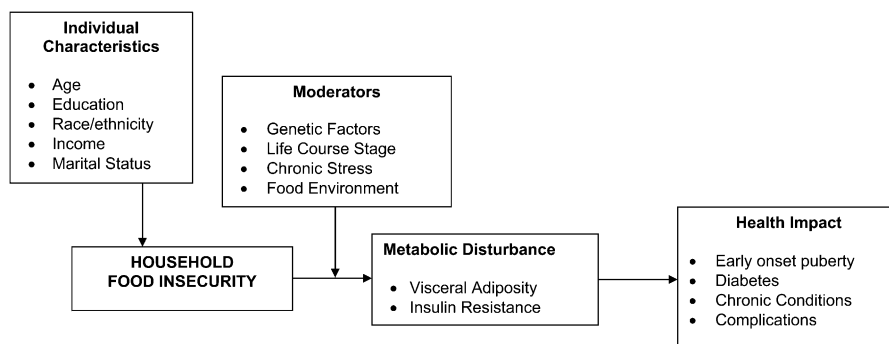 Individual
Characteristics
• Age
• Education
• Race/ethnicity
• Income
• Marital Status
Moderators
• Genetic Factors
• Life Course Stage
• Chronic Stress
• Food Environment
HOUSEHOLD
FOOD INSECURITY
Metabolic Disturbance
• Visceral Adiposity
• Insulin Resistance
Health Impact
• Early onset puberty
• Diabetes
• Chronic Conditions
• Complications